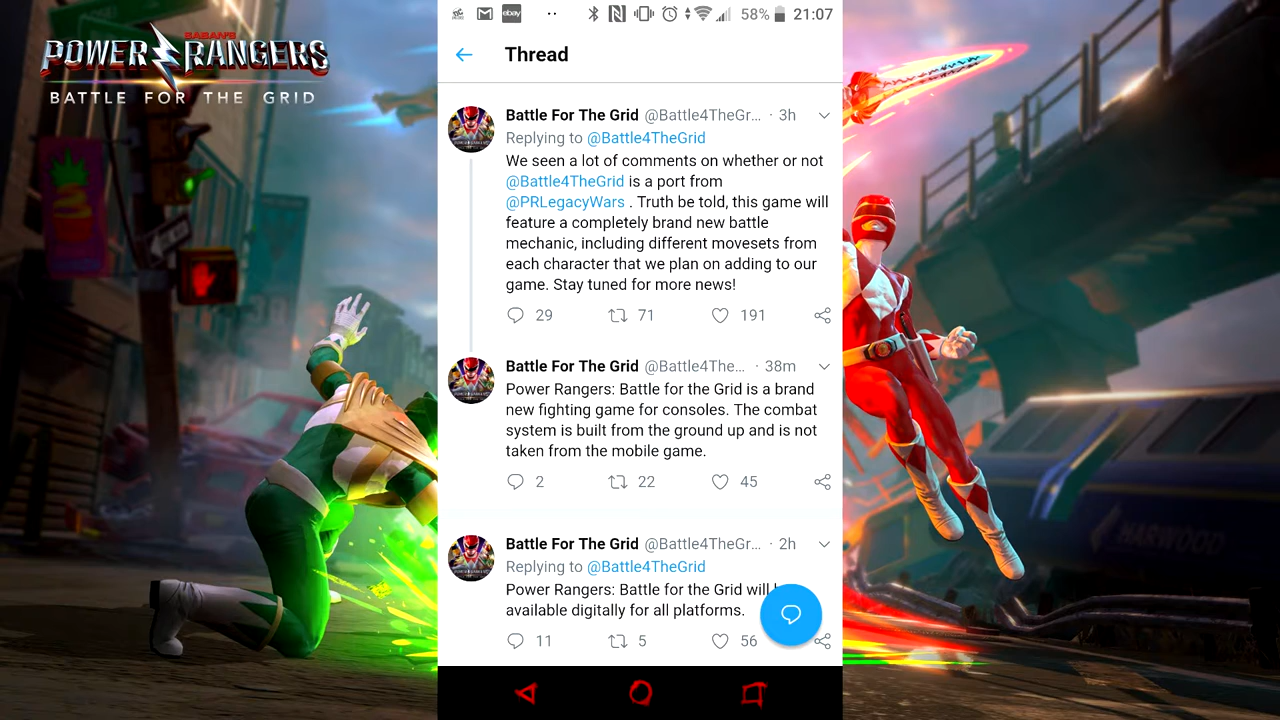 SABAN'S
POWER RANGERS
BATTLE FOR THE GRID
ebay
58% 21:07
Thread
Battle For The Grid @Battle4TheGr... · 3h
Replying to @Battle4TheGrid
We seen a lot of comments on whether or not
@Battle4TheGrid is a port from
@PRLegacyWars . Truth be told, this game will
feature a completely brand new battle
mechanic, including different movesets from
each character that we plan on adding to our
game. Stay tuned for more news!
29 71 191
Battle For The Grid @Battle4The... · 38m
Power Rangers: Battle for the Grid is a brand
new fighting game for consoles. The combat
system is built from the ground up and is not
taken from the mobile game.
2 22 45
Battle For The Grid @Battle4TheGr... · 2h
Replying to @Battle4TheGrid
Power Rangers: Battle for the Grid will
available digitally for all platforms.
11 5 56
HARWOOD